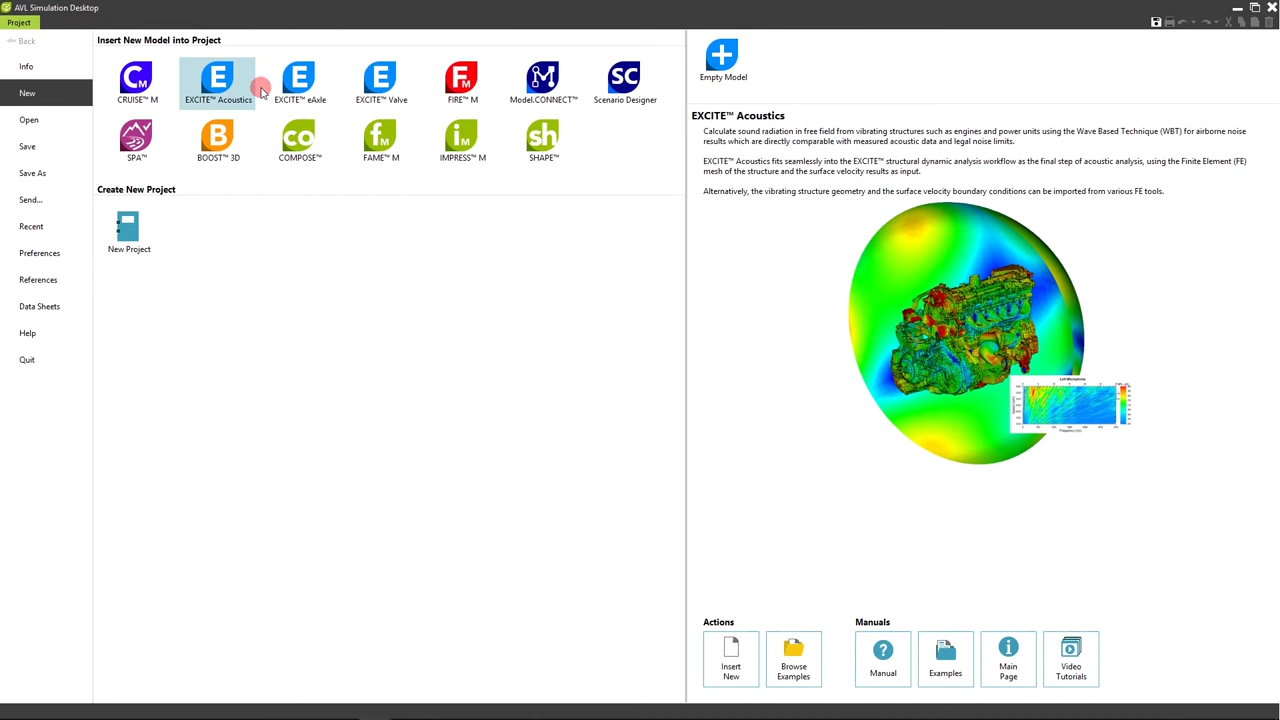 AVL Simulation Desktop
Project
Back
Info
New
Open
Save
Save As
Send...
Recent
Preferences
References
Data Sheets
Help
Quit
Insert New Model into Project
CRUISE™ M
EXCITE™ Acoustics
EXCITE™ eAxle
EXCITE™ Valve
FIRE™ M
Model.CONNECT™
Scenario Designer
SPA™
BOOST™ 3D
COMPOSE™
FAME™ M
IMPRESS™ M
SHAPE™
Create New Project
New Project
Empty Model
EXCITE™ Acoustics
Calculate sound radiation in free field from vibrating structures such as engines and power units using the Wave Based Technique (WBT) for airborne noise
results which are directly comparable with measured acoustic data and legal noise limits.
EXCITE™ Acoustics fits seamlessly into the EXCITE™ structural dynamic analysis workflow as the final step of acoustic analysis, using the Finite Element (FE)
mesh of the structure and the surface velocity results as input.
Alternatively, the vibrating structure geometry and the surface velocity boundary conditions can be imported from various FE tools.
Left Microphone
Frequency (Hz)
Actions
Insert
New
Browse
Examples
Manuals
Manual
Examples
Main
Page
Video
Tutorials